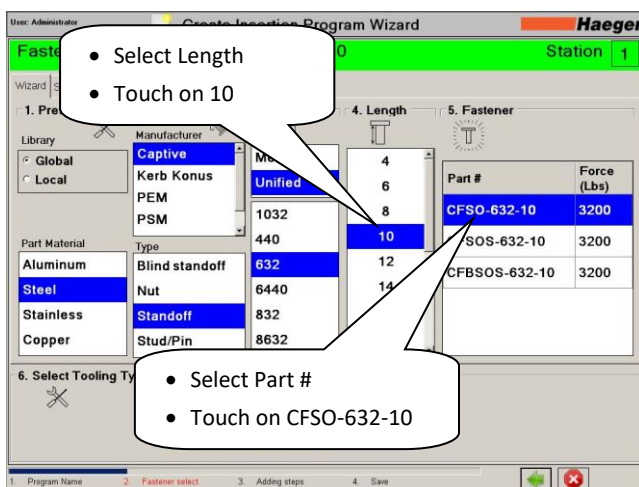 User: Administrator
Create Insertion Program Wizard
Haeger
Faste
0
Station 1
• Select Length
• Touch on 10
Wizard
1. Pre
4. Length
5. Fastener
Library
Global
Local
Manufacturer
Captive
Kerb Konus
PEM
PSM
Unified
4
6
8
10
12
14
Part #
Force
(Lbs)
CFSO-632-10
3200
SOS-632-10
3200
CFBSOS-632-10
3200
Part Material
Aluminum
Steel
Stainless
Copper
Type
Blind standoff
Nut
Standoff
Stud/Pin
1032
440
632
6440
832
8632
6. Select Tooling Ty
• Select Part #
• Touch on CFSO-632-10
1. Program Name
2. Fastener select
3. Adding steps
4. Save